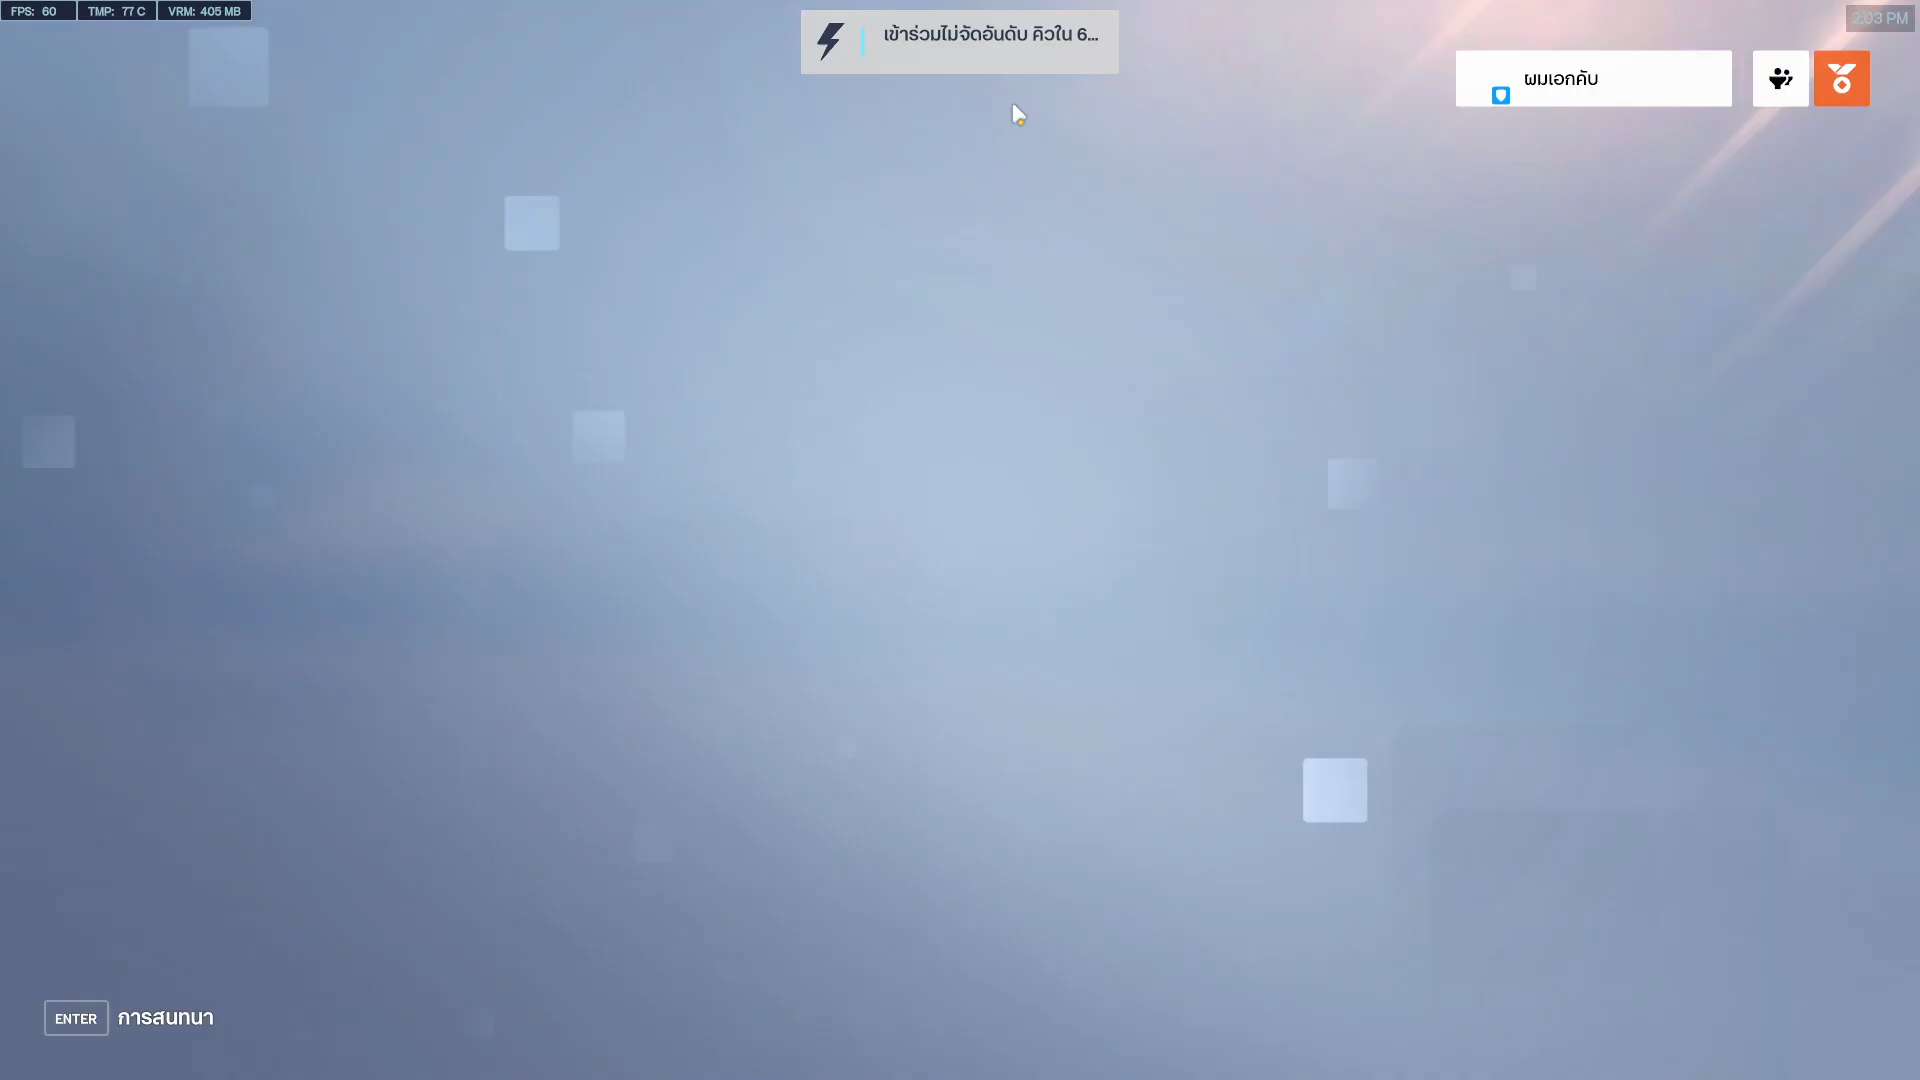 FPS: 60 TMP: 77 C VRM: 405 MB
เข้าร่วมไม่จัดอันดับ คิวใน 6...
2:03 PM
ผมเอกคับ
ENTER การสนทนา